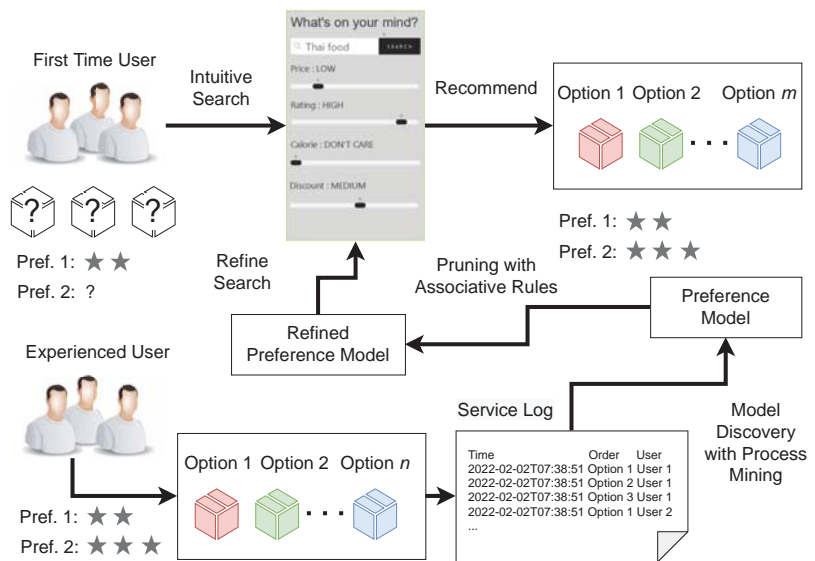 First Time User
?
?
?
Pref. 1:
Pref. 2: ?
Intuitive
Search
What's on your mind?
Thai food
SEARCH
Price : LOW
Rating : HIGH
Calorie : DON'T CARE
Discount : MEDIUM
Recommend
Option 1 Option 2 Option m
Pref. 1:
Pref. 2:
Refine
Search
Pruning with
Associative Rules
Preference
Model
Refined
Preference Model
Experienced User
Pref. 1:
Pref. 2:
Option 1 Option 2 Option n
Service Log
Time Order User
2022-02-02T07:38:51 Option 1 User 1
2022-02-02T07:38:51 Option 2 User 1
2022-02-02T07:38:51 Option 3 User 1
2022-02-02T07:38:51 Option 1 User 2
...
Model
Discovery
with Process
Mining